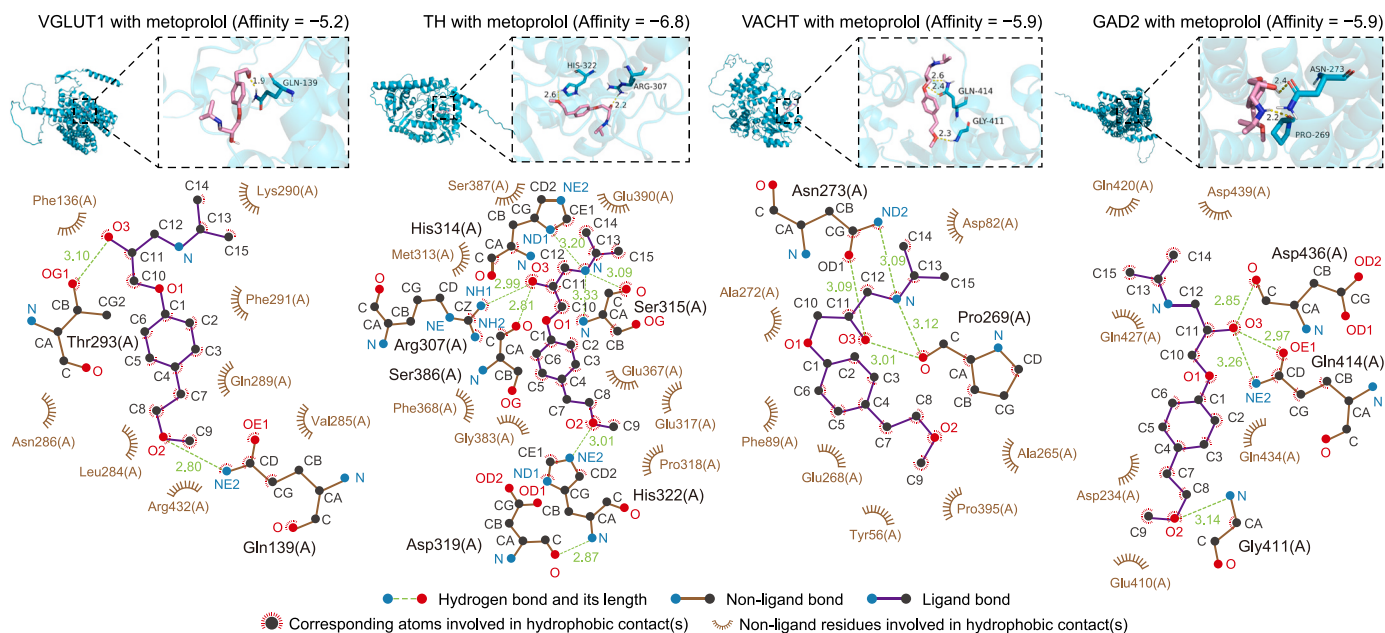 VGLUT1 with metoprolol (Affinity = −5.2)
1.9
GLN-139
Phe136(A)
Lys290(A)
C14
O3
C12
C13
3.10
C11
N
C15
OG1
C10
O1
CB
CG2
C1
Phe291(A)
N
C6
C2
CA
Thr293(A)
C5
C3
C
O
C4
C7
Gln289(A)
C8
Asn286(A)
C9
OE1
Val285(A)
Leu284(A)
O2
2.80
CD
CB
NE2
CG
N
Arg432(A)
CA
O
C
Gln139(A)
TH with metoprolol (Affinity = −6.8)
HIS-322
ARG-307
2.6
2.2
Ser387(A)
CD2
NE2
Glu390(A)
CB
CG
CE1
His314(A)
ND1
C14
CA
3.20
C13
Met313(A)
N
C12
C
C15
O
O3
N
3.09
O
CD
2.99
C11
O
CG
NH1
C10
3.33
C
C
CZ
2.81
CA
Ser315(A)
CB
NH2
O
O1
N
OG
CA
NE
C
C1
C2
CB
N
Arg307(A)
CA
C6
C3
Ser386(A)
N
C5
C4
Glu367(A)
CB
OG
C7
Phe368(A)
C8
Glu317(A)
Gly383(A)
O2
C9
3.01
CE1
NE2
Pro318(A)
ND1
CD2
OD2
OD1
CG
His322(A)
CG
CB
C
O
CB
CA
Asp319(A)
CA
C
N
N
O
2.87
VACHT with metoprolol (Affinity = −5.9)
2.6
2.4
GLN-414
GLY-411
2.3
O
Asn273(A)
C
CB
ND2
CA
CG
Asp82(A)
N
OD1
C14
3.09
C13
3.09
C12
C15
Ala272(A)
C10
C11
N
3.12
Pro269(A)
O1
O3
C
N
C2
3.01
O
CA
CD
C1
C3
C6
CB
CG
C4
C8
C5
O2
Phe89(A)
C7
Ala265(A)
Glu268(A)
C9
Pro395(A)
Tyr56(A)
GAD2 with metoprolol (Affinity = −5.9)
2.4
ASN-273
2.2
PRO-269
Gln420(A)
Asp439(A)
C14
Asp436(A)
OD2
C15
O
CB
C13
N
C12
2.85
C
CG
CA
O3
OD1
Gln427(A)
C11
2.97
N
OE1
C10
3.26
Gln414(A)
CD
CB
O1
NE2
N
C1
CG
CA
C2
C6
C
C5
O
C4
C3
Gln434(A)
C7
Asp234(A)
C8
N
C9
O2
3.14
CA
C
Gly411(A)
O
Glu410(A)
Hydrogen bond and its length
Non-ligand bond
Ligand bond
Corresponding atoms involved in hydrophobic contact(s)
Non-ligand residues involved in hydrophobic contact(s)